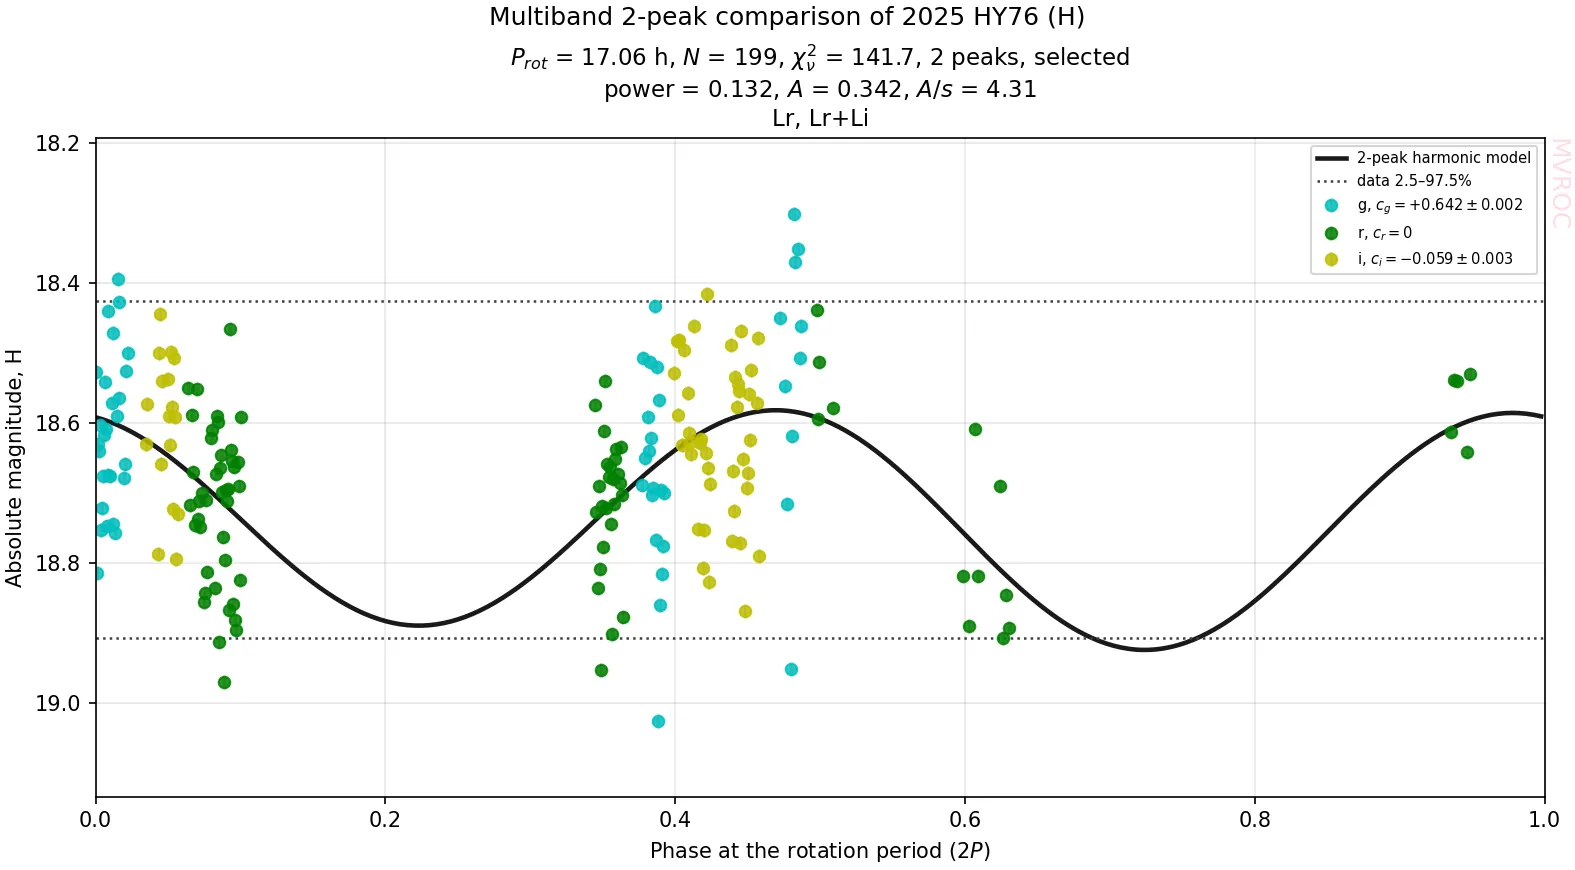 Multiband 2-peak comparison of 2025 HY76 (H)
P_rot = 17.06 h, N = 199, χ²_ν = 141.7, 2 peaks, selected
power = 0.132, A = 0.342, A/s = 4.31
Lr, Lr+Li
2-peak harmonic model
data 2.5–97.5%
g, c_g = +0.642 ± 0.002
r, c_r = 0
i, c_i = −0.059 ± 0.003
MVROC
Absolute magnitude, H
18.2
18.4
18.6
18.8
19.0
0.0 0.2 0.4 0.6 0.8 1.0
Phase at the rotation period (2P)